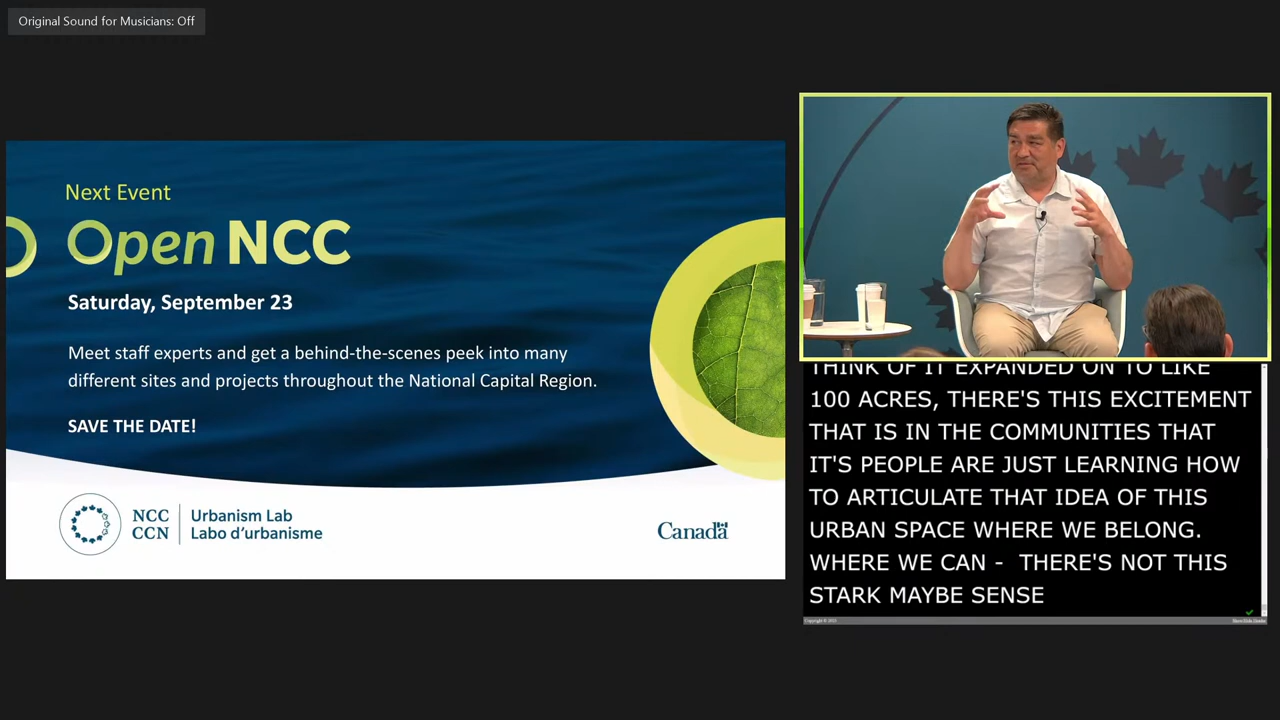 Original Sound for Musicians: Off
Next Event
Open NCC
Saturday, September 23
Meet staff experts and get a behind-the-scenes peek into many
different sites and projects throughout the National Capital Region.
SAVE THE DATE!
NCC
CCN
Urbanism Lab
Labo d'urbanisme
Canada
THINK OF IT EXPANDED ON TO LIKE
100 ACRES, THERE'S THIS EXCITEMENT
THAT IS IN THE COMMUNITIES THAT
IT'S PEOPLE ARE JUST LEARNING HOW
TO ARTICULATE THAT IDEA OF THIS
URBAN SPACE WHERE WE BELONG.
WHERE WE CAN -  THERE'S NOT THIS
STARK MAYBE SENSE